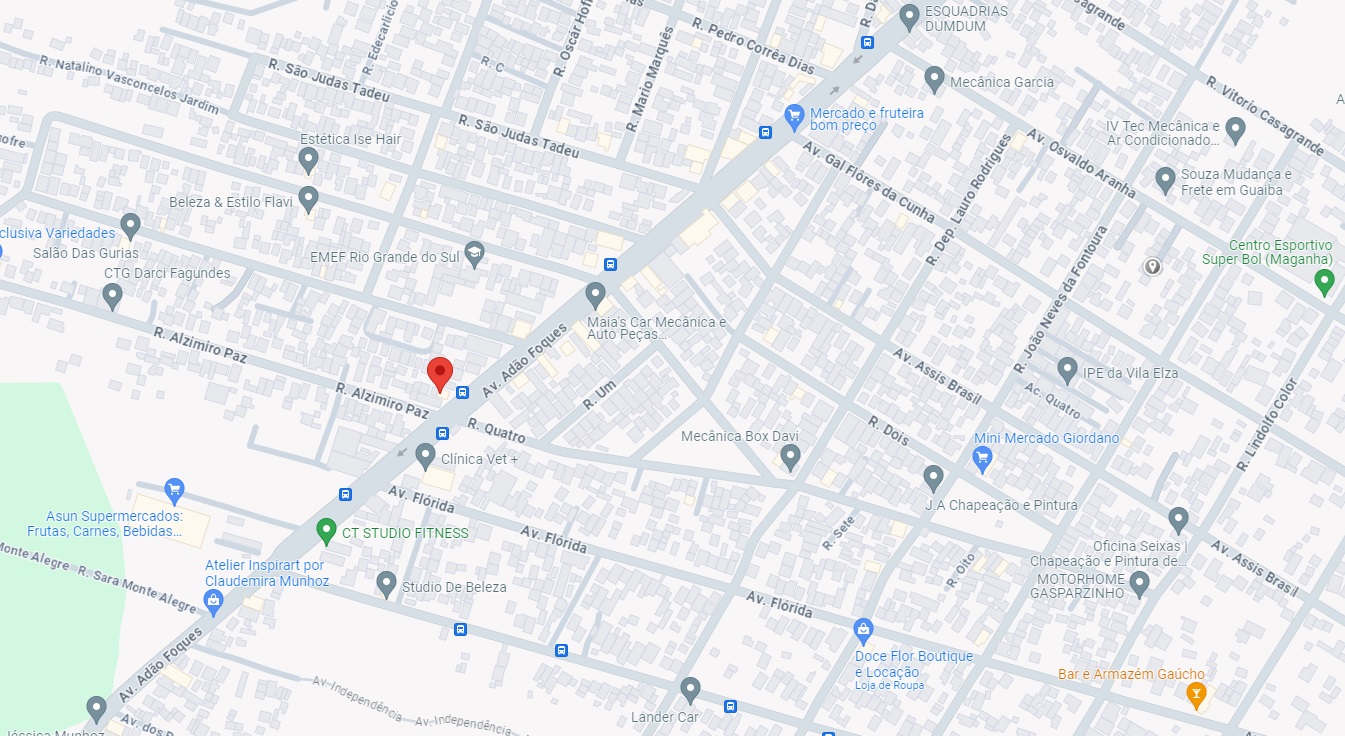 ESQUADRIAS
DUMDUM
R. Pedro Corrêa Dias
R. Oscár Hofm
R. Mario Marquês
R. Edecarlicio
R. C
R. São Judas Tadeu
R. Natalino Vasconcelos Jardim
Mecânica Garcia
R. Vitorio Casagrande
Mercado e fruteira
bom preço
R. São Judas Tadeu
Estética Ise Hair
IV Tec Mecânica e
Ar Condicionado...
Av. Osvaldo Aranha
Av. Gal Flôres da Cunha
R. Dep. Lauro Rodrigues
Souza Mudança e
Frete em Guaiba
Beleza & Estilo Flavi
clusiva Variedades
Salão Das Gurias
EMEF Rio Grande do Sul
CTG Darci Fagundes
R. João Neves da Fontoura
Centro Esportivo
Super Bol (Maganha)
Maia's Car Mecânica e
Auto Peças...
R. Alzimiro Paz
Av. Adão Foques
R. Um
Av. Assis Brasil
IPE da Vila Elza
Ac. Quatro
R. Alzimiro Paz
R. Quatro
R. Dois
R. Lindolfo Color
Mecânica Box Davi
Mini Mercado Giordano
Clínica Vet +
Av. Flórida
J.A Chapeação e Pintura
Asun Supermercados:
Frutas, Carnes, Bebidas...
CT STUDIO FITNESS
Av. Flórida
R. Sete
R. Oito
Oficina Seixas |
Chapeação e Pintura de...
Av. Assis Brasil
MOTORHOME
GASPARZINHO
Monte Alegre
R. Sara Monte Alegre
Atelier Inspirart por
Claudemira Munhoz
Studio De Beleza
Av. Flórida
Av. Adão Foques
Doce Flor Boutique
e Locação
Loja de Roupa
Bar e Armazém Gaúcho
Av. Independência
Av. Independência
Lander Car
Av. dos
Jéssica Munhoz